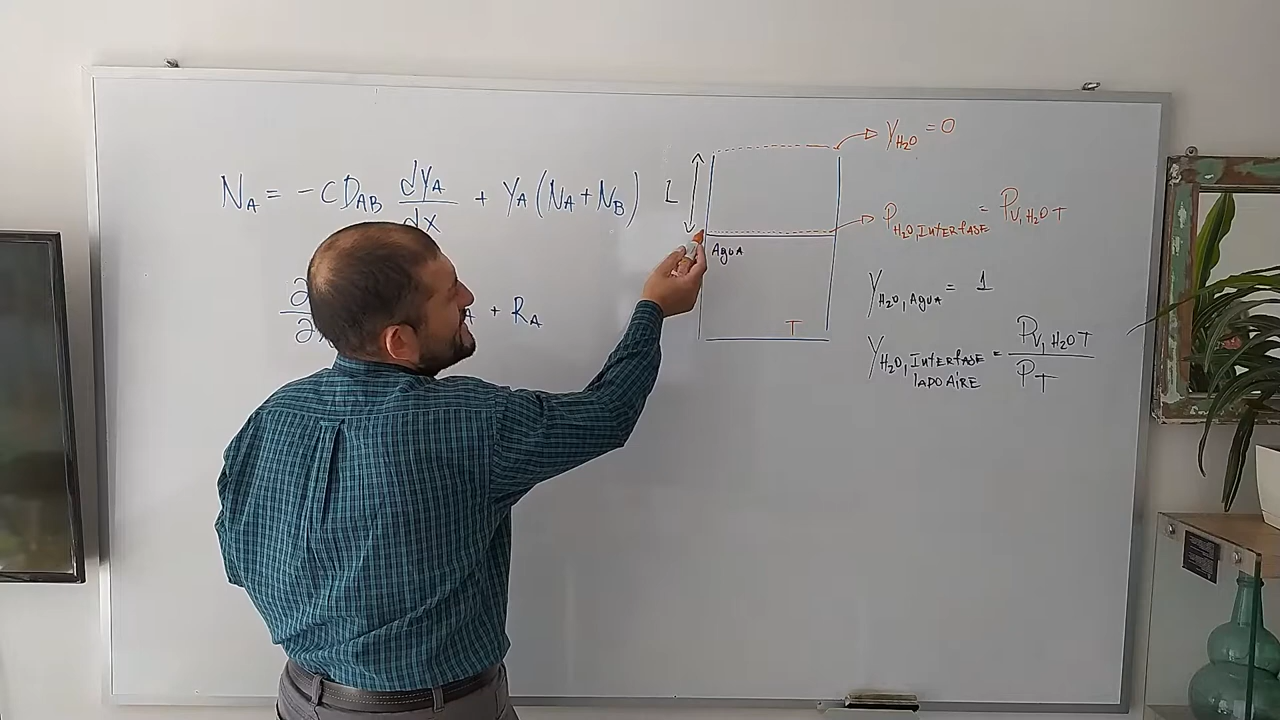 N_A = -C D_AB dy_A/dx + y_A (N_A + N_B)
∂
∂
A + R_A
L
Agua
T
y_H2O = 0
P_H2O, Interfase = P_V, H2O T
y_H2O, Agua = 1
y_H2O, Interfase lado Aire = P_V, H2O T / P_T